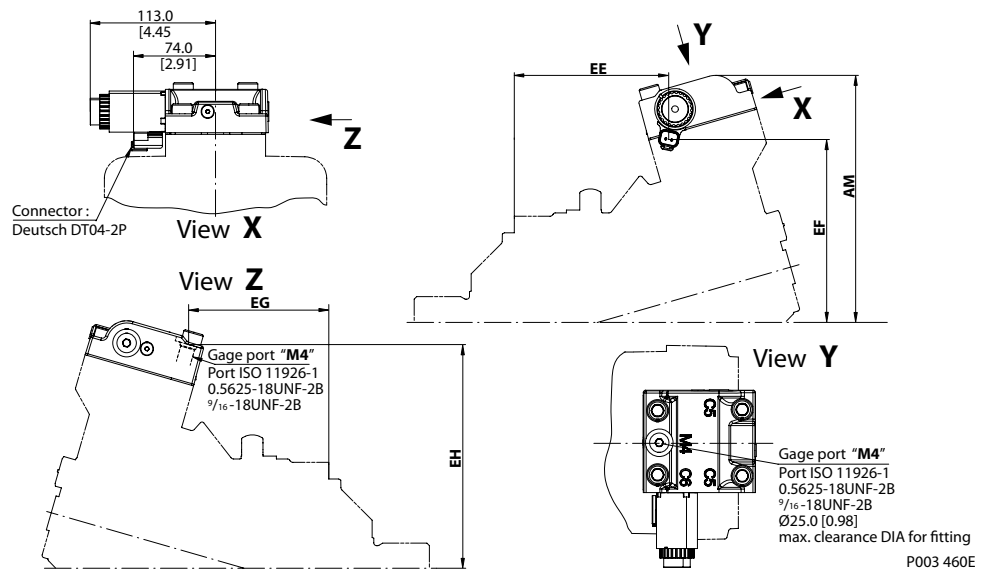 113.0
[4.45
74.0
[2.91]
Z
Connector :
Deutsch DT04-2P
View X
Y
EE
X
AM
EF
View Z
EG
Gage port "M4"
Port ISO 11926-1
0.5625-18UNF-2B
9/16-18UNF-2B
EH
View Y
C5
M4
C6
C5
Gage port "M4"
Port ISO 11926-1
0.5625-18UNF-2B
9/16-18UNF-2B
Ø25.0 [0.98]
max. clearance DIA for fitting
P003 460E